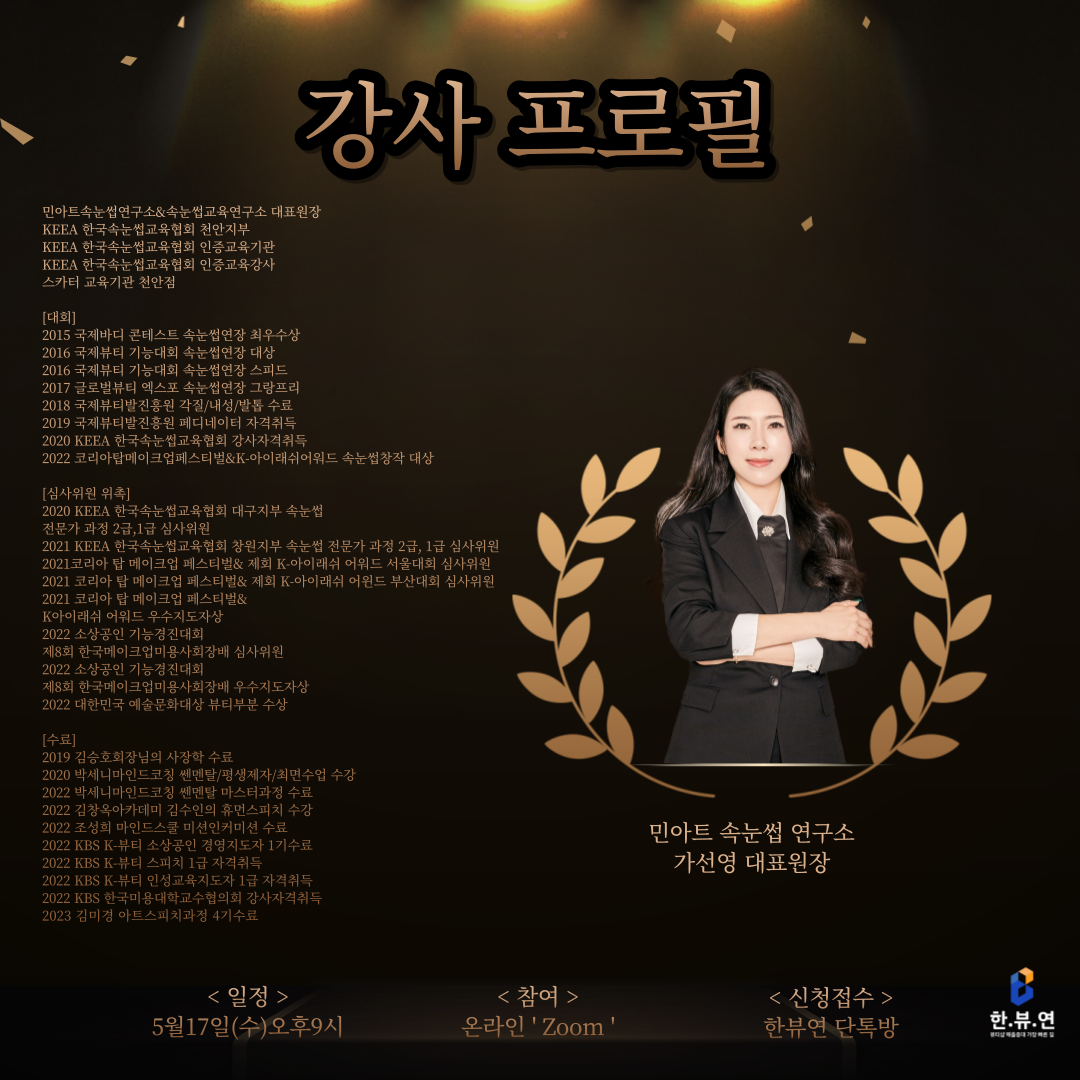 강사 프로필
민아트속눈썹연구소&속눈썹교육연구소 대표원장
KEEA 한국속눈썹교육협회 천안지부
KEEA 한국속눈썹교육협회 인증교육기관
KEEA 한국속눈썹교육협회 인증교육강사
스카터 교육기관 천안점
[대회]
2015 국제바디 콘테스트 속눈썹연장 최우수상
2016 국제뷰티 기능대회 속눈썹연장 대상
2016 국제뷰티 기능대회 속눈썹연장 스피드
2017 글로벌뷰티 엑스포 속눈썹연장 그랑프리
2018 국제뷰티발진흥원 각질/내성/발톱 수료
2019 국제뷰티발진흥원 페디네이터 자격취득
2020 KEEA 한국속눈썹교육협회 강사자격취득
2022 코리아탑메이크업페스티벌&K-아이래쉬어워드 속눈썹창작 대상
[심사위원 위촉]
2020 KEEA 한국속눈썹교육협회 대구지부 속눈썹
전문가 과정 2급,1급 심사위원
2021 KEEA 한국속눈썹교육협회 창원지부 속눈썹 전문가 과정 2급, 1급 심사위원
2021코리아 탑 메이크업 페스티벌& 제회 K-아이래쉬 어워드 서울대회 심사위원
2021 코리아 탑 메이크업 페스티벌& 제회 K-아이래쉬 어윈드 부산대회 심사위원
2021 코리아 탑 메이크업 페스티벌&
K아이래쉬 어워드 우수지도자상
2022 소상공인 기능경진대회
제8회 한국메이크업미용사회장배 심사위원
2022 소상공인 기능경진대회
제8회 한국메이크업미용사회장배 우수지도자상
2022 대한민국 예술문화대상 뷰티부분 수상
[수료]
2019 김승호회장님의 사장학 수료
2020 박세니마인드코칭 쎈멘탈/평생제자/최면수업 수강
2022 박세니마인드코칭 쎈멘탈 마스터과정 수료
2022 김창옥아카데미 김수인의 휴먼스피치 수강
2022 조성희 마인드스쿨 미션인커미션 수료
2022 KBS K-뷰티 소상공인 경영지도자 1기수료
2022 KBS K-뷰티 스피치 1급 자격취득
2022 KBS K-뷰티 인성교육지도자 1급 자격취득
2022 KBS 한국미용대학교수협의회 강사자격취득
2023 김미경 아트스피치과정 4기수료
민아트 속눈썹 연구소
가선영 대표원장
< 일정 >
5월17일(수)오후9시
< 참여 >
온라인 ' Zoom '
< 신청접수 >
한뷰연 단톡방
한.뷰.연
뷰티샵 매출증대 가장 빠른 길